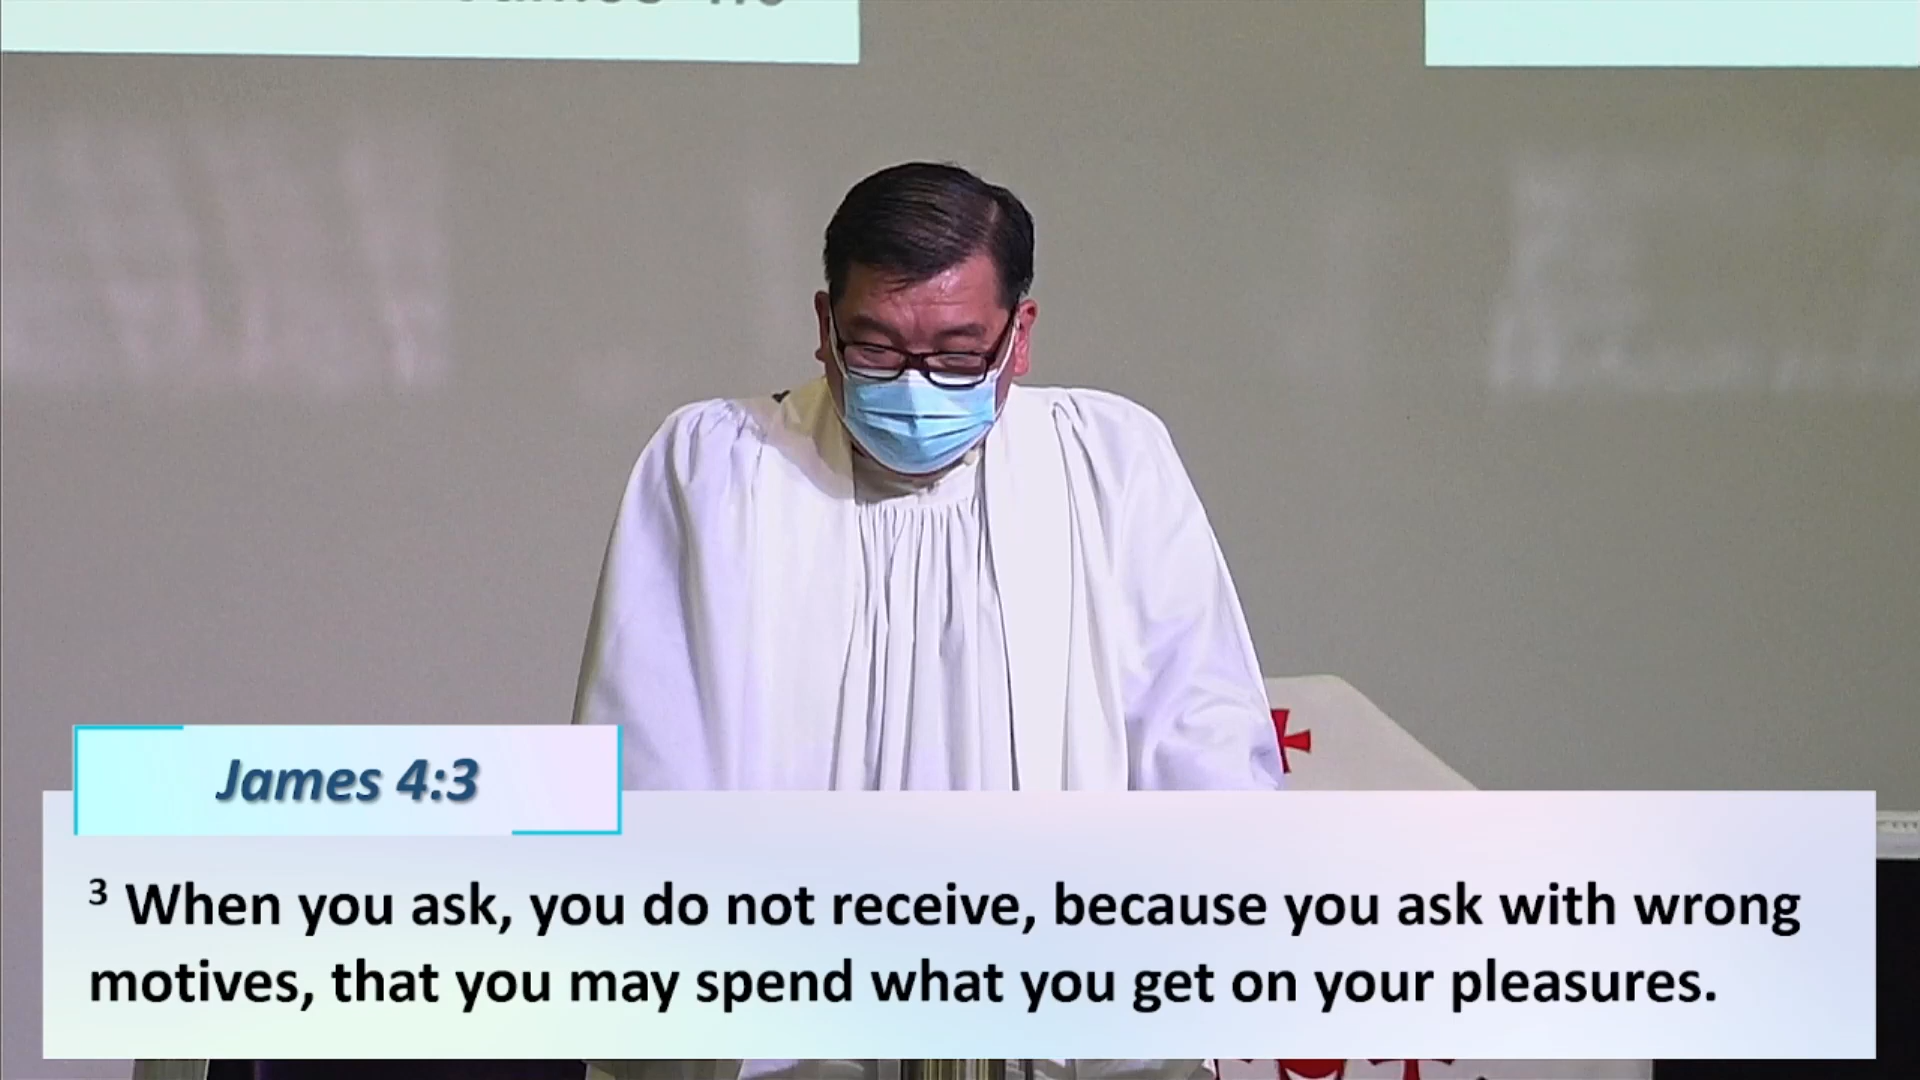 James 4:3
³ When you ask, you do not receive, because you ask with wrong
motives, that you may spend what you get on your pleasures.